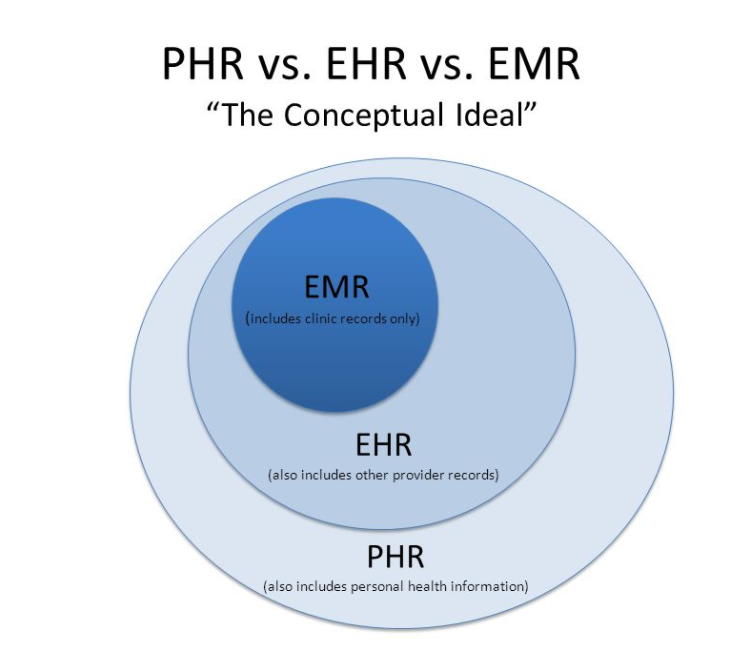 PHR vs. EHR vs. EMR
“The Conceptual Ideal”
EMR
(includes clinic records only)
EHR
(also includes other provider records)
PHR
(also includes personal health information)